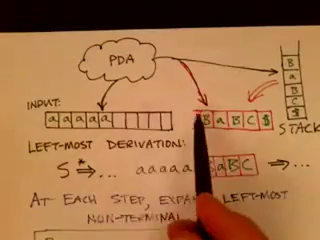 PDA
B
a
B
C
$
STACK
INPUT:
a a a a a
B a B C $
LEFT-MOST DERIVATION:
S *⇒ ... a a a a a B a B C ⇒ ...
AT EACH STEP, EXPAND LEFT-MOST
NON-TERMINAL